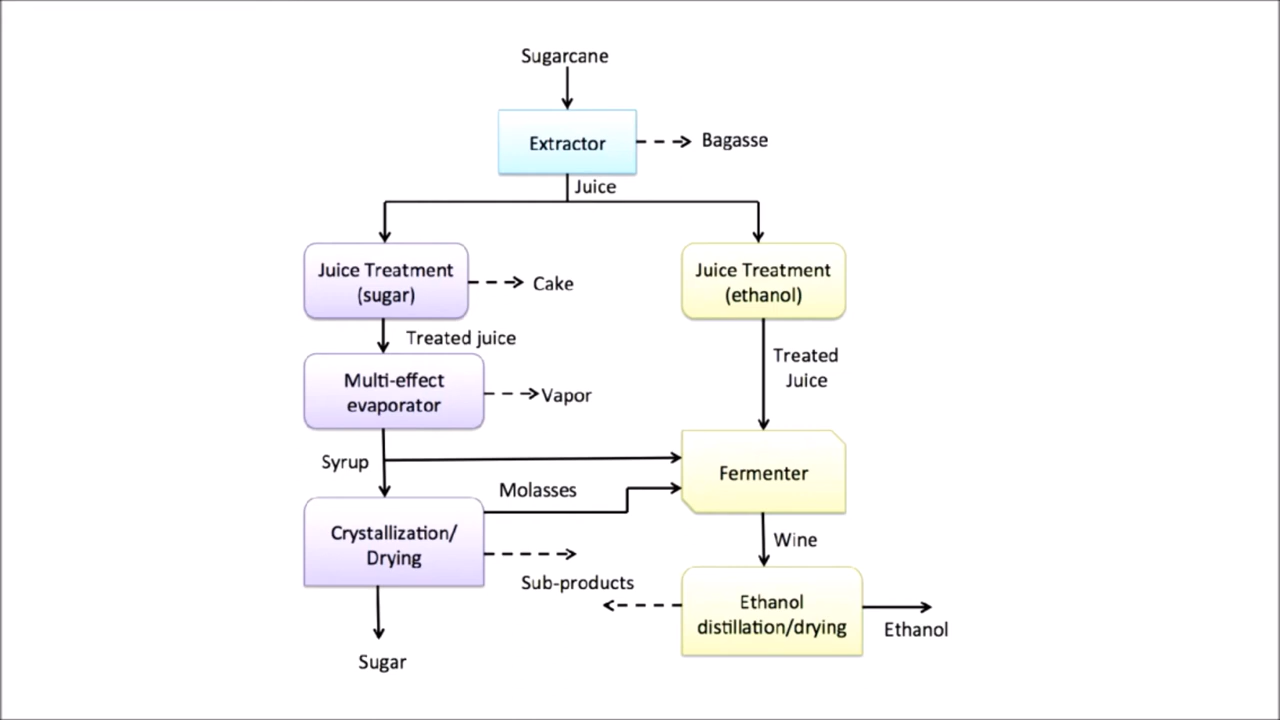 Sugarcane
Extractor
Bagasse
Juice
Juice Treatment
(sugar)
Cake
Juice Treatment
(ethanol)
Treated juice
Treated
Juice
Multi-effect
evaporator
Vapor
Syrup
Fermenter
Molasses
Crystallization/
Drying
Wine
Sub-products
Ethanol
distillation/drying
Ethanol
Sugar